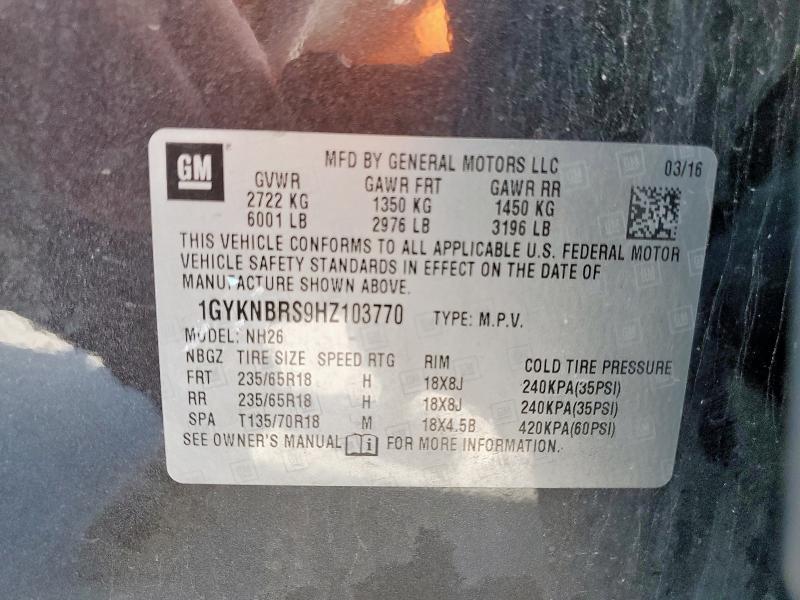 GM
MFD BY GENERAL MOTORS LLC 03/16
GVWR GAWR FRT GAWR RR
2722 KG 1350 KG 1450 KG
6001 LB 2976 LB 3196 LB
THIS VEHICLE CONFORMS TO ALL APPLICABLE U.S. FEDERAL MOTOR
VEHICLE SAFETY STANDARDS IN EFFECT ON THE DATE OF
MANUFACTURE SHOWN ABOVE.
1GYKNBRS9HZ103770 TYPE: M.P.V.
MODEL: NH26
NBGZ TIRE SIZE SPEED RTG RIM COLD TIRE PRESSURE
FRT 235/65R18 H 18X8J 240KPA(35PSI)
RR 235/65R18 H 18X8J 240KPA(35PSI)
SPA T135/70R18 M 18X4.5B 420KPA(60PSI)
SEE OWNER'S MANUAL i FOR MORE INFORMATION.